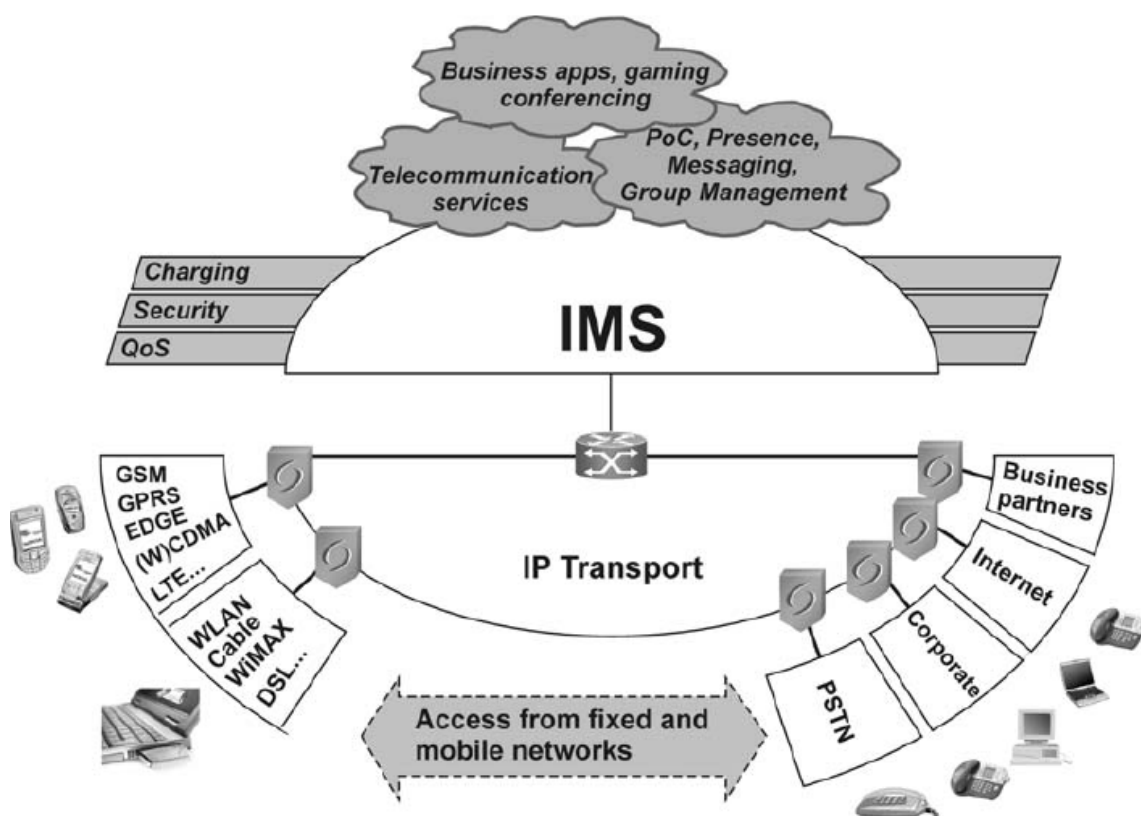 Business apps, gaming
conferencing
PoC, Presence,
Messaging,
Group Management
Telecommunication
services
Charging
Security
QoS
IMS
GSM
GPRS
EDGE
(W)CDMA
LTE...
WLAN
Cable
WiMAX
DSL...
IP Transport
Business
partners
Internet
Corporate
PSTN
Access from fixed and
mobile networks